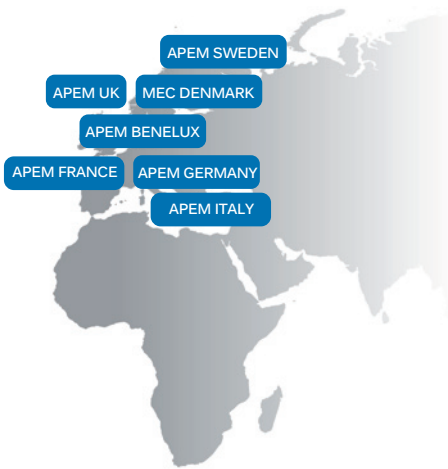 APEM SWEDEN
APEM UK
MEC DENMARK
APEM BENELUX
APEM FRANCE
APEM GERMANY
APEM ITALY